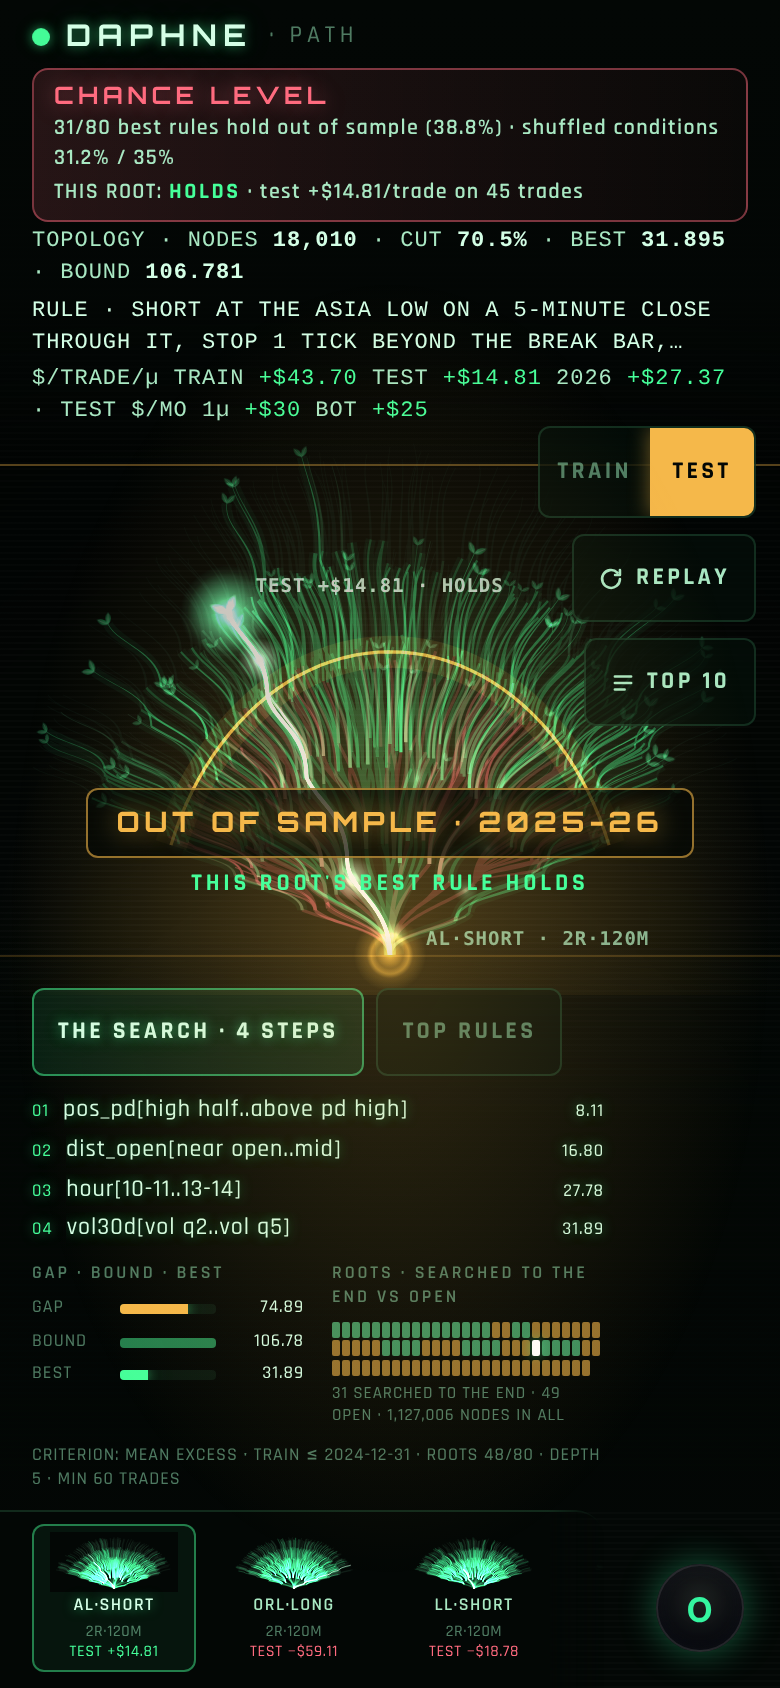 DAPHNE · PATH
CHANCE LEVEL
31/80 best rules hold out of sample (38.8%) · shuffled conditions
31.2% / 35%
THIS ROOT: HOLDS · test +$14.81/trade on 45 trades
TOPOLOGY · NODES 18,010 · CUT 70.5% · BEST 31.895
· BOUND 106.781
RULE · SHORT AT THE ASIA LOW ON A 5-MINUTE CLOSE
THROUGH IT, STOP 1 TICK BEYOND THE BREAK BAR,…
$/TRADE/µ TRAIN +$43.70 TEST +$14.81 2026 +$27.37
· TEST $/MO 1µ +$30 BOT +$25
TRAIN TEST
TEST +$14.81 · HOLDS
REPLAY
TOP 10
OUT OF SAMPLE · 2025-26
THIS ROOT'S BEST RULE HOLDS
AL·SHORT · 2R·120M
THE SEARCH · 4 STEPS TOP RULES
01 pos_pd[high half..above pd high] 8.11
02 dist_open[near open..mid] 16.80
03 hour[10-11..13-14] 27.78
04 vol30d[vol q2..vol q5] 31.89
GAP · BOUND · BEST
GAP 74.89
BOUND 106.78
BEST 31.89
ROOTS · SEARCHED TO THE
END VS OPEN
31 SEARCHED TO THE END · 49
OPEN · 1,127,006 NODES IN ALL
CRITERION: MEAN EXCESS · TRAIN ≤ 2024-12-31 · ROOTS 48/80 · DEPTH
5 · MIN 60 TRADES
AL·SHORT
2R·120M
TEST +$14.81
ORL·LONG
2R·120M
TEST −$59.11
LL·SHORT
2R·120M
TEST −$18.78
O